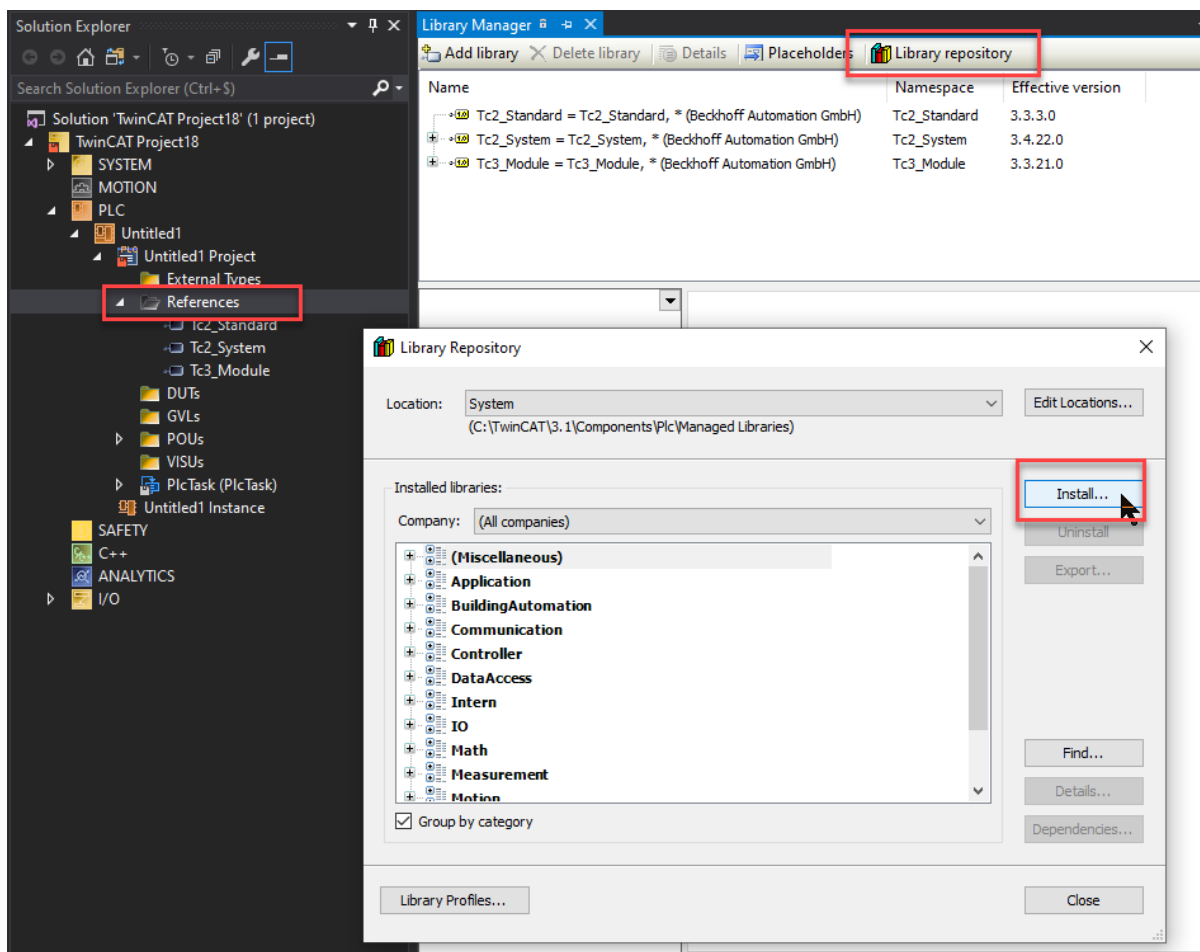 Solution Explorer
Search Solution Explorer (Ctrl+$)
Solution 'TwinCAT Project18' (1 project)
TwinCAT Project18
SYSTEM
MOTION
PLC
Untitled1
Untitled1 Project
External Types
References
Tc2_Standard
Tc2_System
Tc3_Module
DUTs
GVLs
POUs
VISUs
PlcTask (PlcTask)
Untitled1 Instance
SAFETY
C++
ANALYTICS
I/O
Library Manager
Add library Delete library Details Placeholders Library repository
Name Namespace Effective version
Tc2_Standard = Tc2_Standard, * (Beckhoff Automation GmbH) Tc2_Standard 3.3.3.0
Tc2_System = Tc2_System, * (Beckhoff Automation GmbH) Tc2_System 3.4.22.0
Tc3_Module = Tc3_Module, * (Beckhoff Automation GmbH) Tc3_Module 3.3.21.0
Library Repository
Location: System Edit Locations...
(C:\TwinCAT\3.1\Components\Plc\Managed Libraries)
Installed libraries:
Install...
Company: (All companies)
Uninstall
(Miscellaneous)
Export...
Application
BuildingAutomation
Communication
Controller
DataAccess
Intern
IO
Math
Find...
Measurement
Details...
Motion
Group by category
Dependencies...
Library Profiles... Close